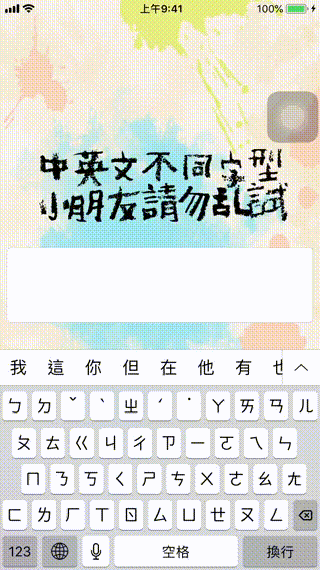 上午9:41
100%
中英文不同字型
小朋友請勿乱試
我 這 你 但 在 他 有 也
ㄅ ㄉ ˇ ˋ ㄓ ˊ ˙ ㄚ ㄞ ㄢ ㄦ
ㄆ ㄊ ㄍ ㄐ ㄔ ㄗ ㄧ ㄛ ㄟ ㄣ
ㄇ ㄋ ㄎ ㄑ ㄕ ㄘ ㄨ ㄜ ㄠ ㄤ
ㄈ ㄌ ㄏ ㄒ ㄖ ㄙ ㄩ ㄝ ㄡ ㄥ
123 空格 換行